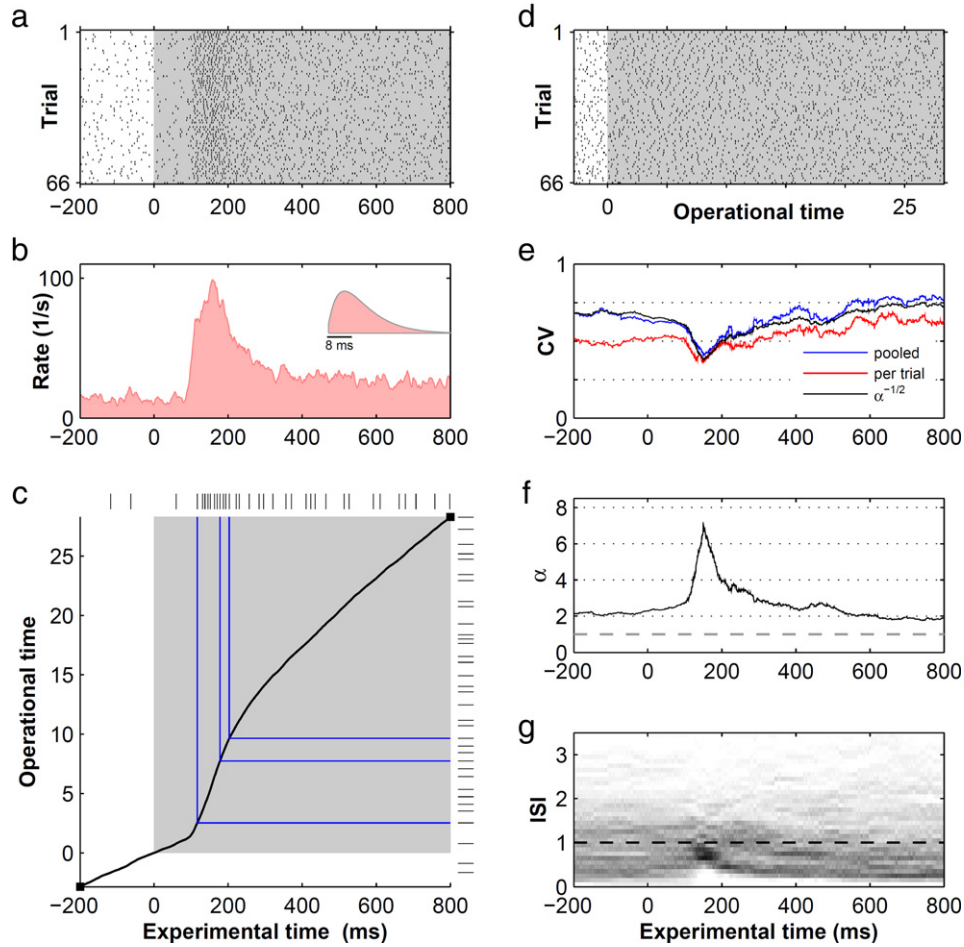 a
1
Trial
66
−200 0 200 400 600 800
b
100
Rate (1/s)
0
8 ms
−200 0 200 400 600 800
c
25
20
15
10
5
0
Operational time
−200 0 200 400 600 800
Experimental time (ms)
d
1
Trial
66
0 Operational time 25
e
1
CV
0
pooled
per trial
α−1/2
−200 0 200 400 600 800
f
8
6
α 4
2
0
−200 0 200 400 600 800
g
3
2
ISI
1
0
−200 0 200 400 600 800
Experimental time (ms)